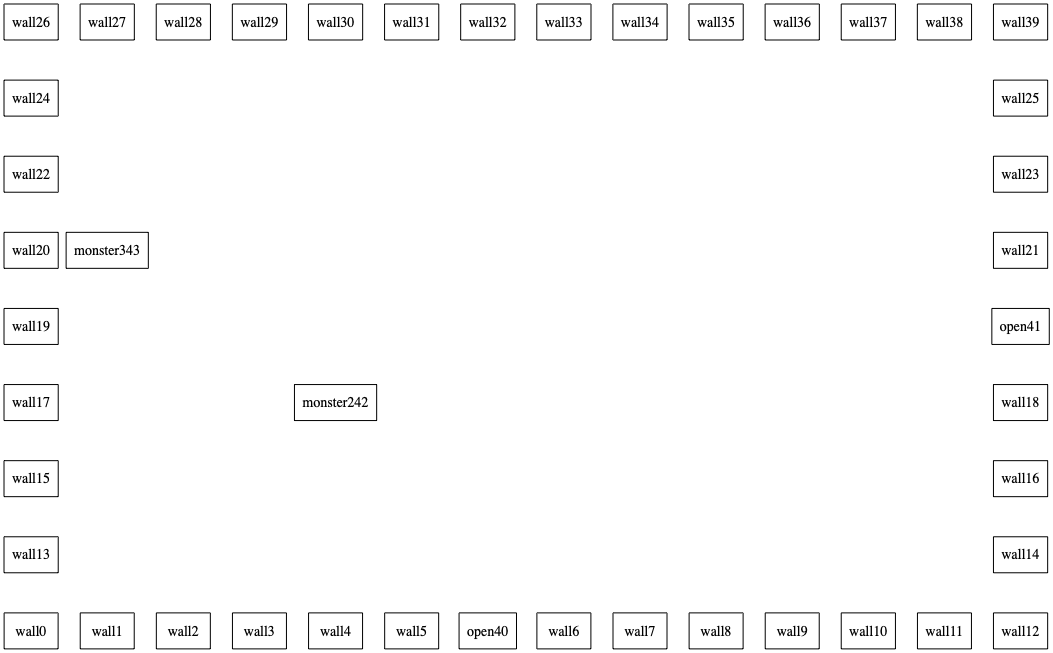 wall26 wall27 wall28 wall29 wall30 wall31 wall32 wall33 wall34 wall35 wall36 wall37 wall38 wall39
wall24 wall25
wall22 wall23
wall20 monster343 wall21
wall19 open41
wall17 monster242 wall18
wall15 wall16
wall13 wall14
wall0 wall1 wall2 wall3 wall4 wall5 open40 wall6 wall7 wall8 wall9 wall10 wall11 wall12